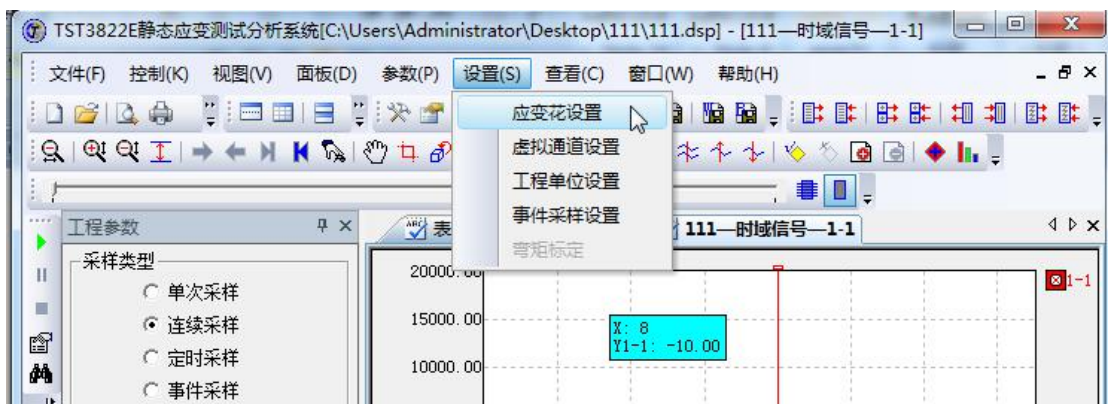 TST3822E静态应变测试分析系统[C:\Users\Administrator\Desktop\111\111.dsp] - [111—时域信号—1-1]
文件(F) 控制(K) 视图(V) 面板(D) 参数(P) 设置(S) 查看(C) 窗口(W) 帮助(H)
应变花设置
虚拟通道设置
工程单位设置
事件采样设置
弯矩标定
工程参数
表
111—时域信号—1-1
采样类型
单次采样
连续采样
定时采样
事件采样
20000.00
15000.00
10000.00
X: 8
Y1-1: -10.00
1-1